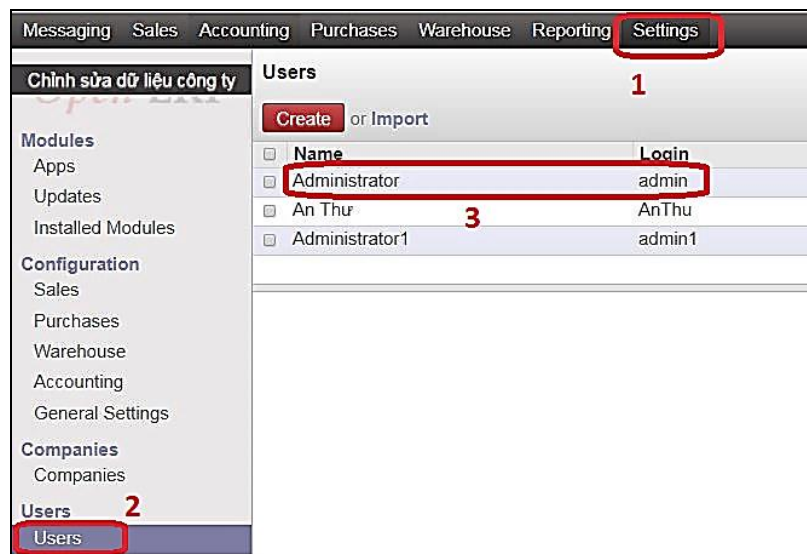 Messaging Sales Accounting Purchases Warehouse Reporting Settings
1
Chỉnh sửa dữ liệu công ty
Modules
Apps
Updates
Installed Modules
Configuration
Sales
Purchases
Warehouse
Accounting
General Settings
Companies
Companies
Users
2
Users
Users
Create or Import
Name Login
Administrator admin
3
An Thư AnThu
Administrator1 admin1